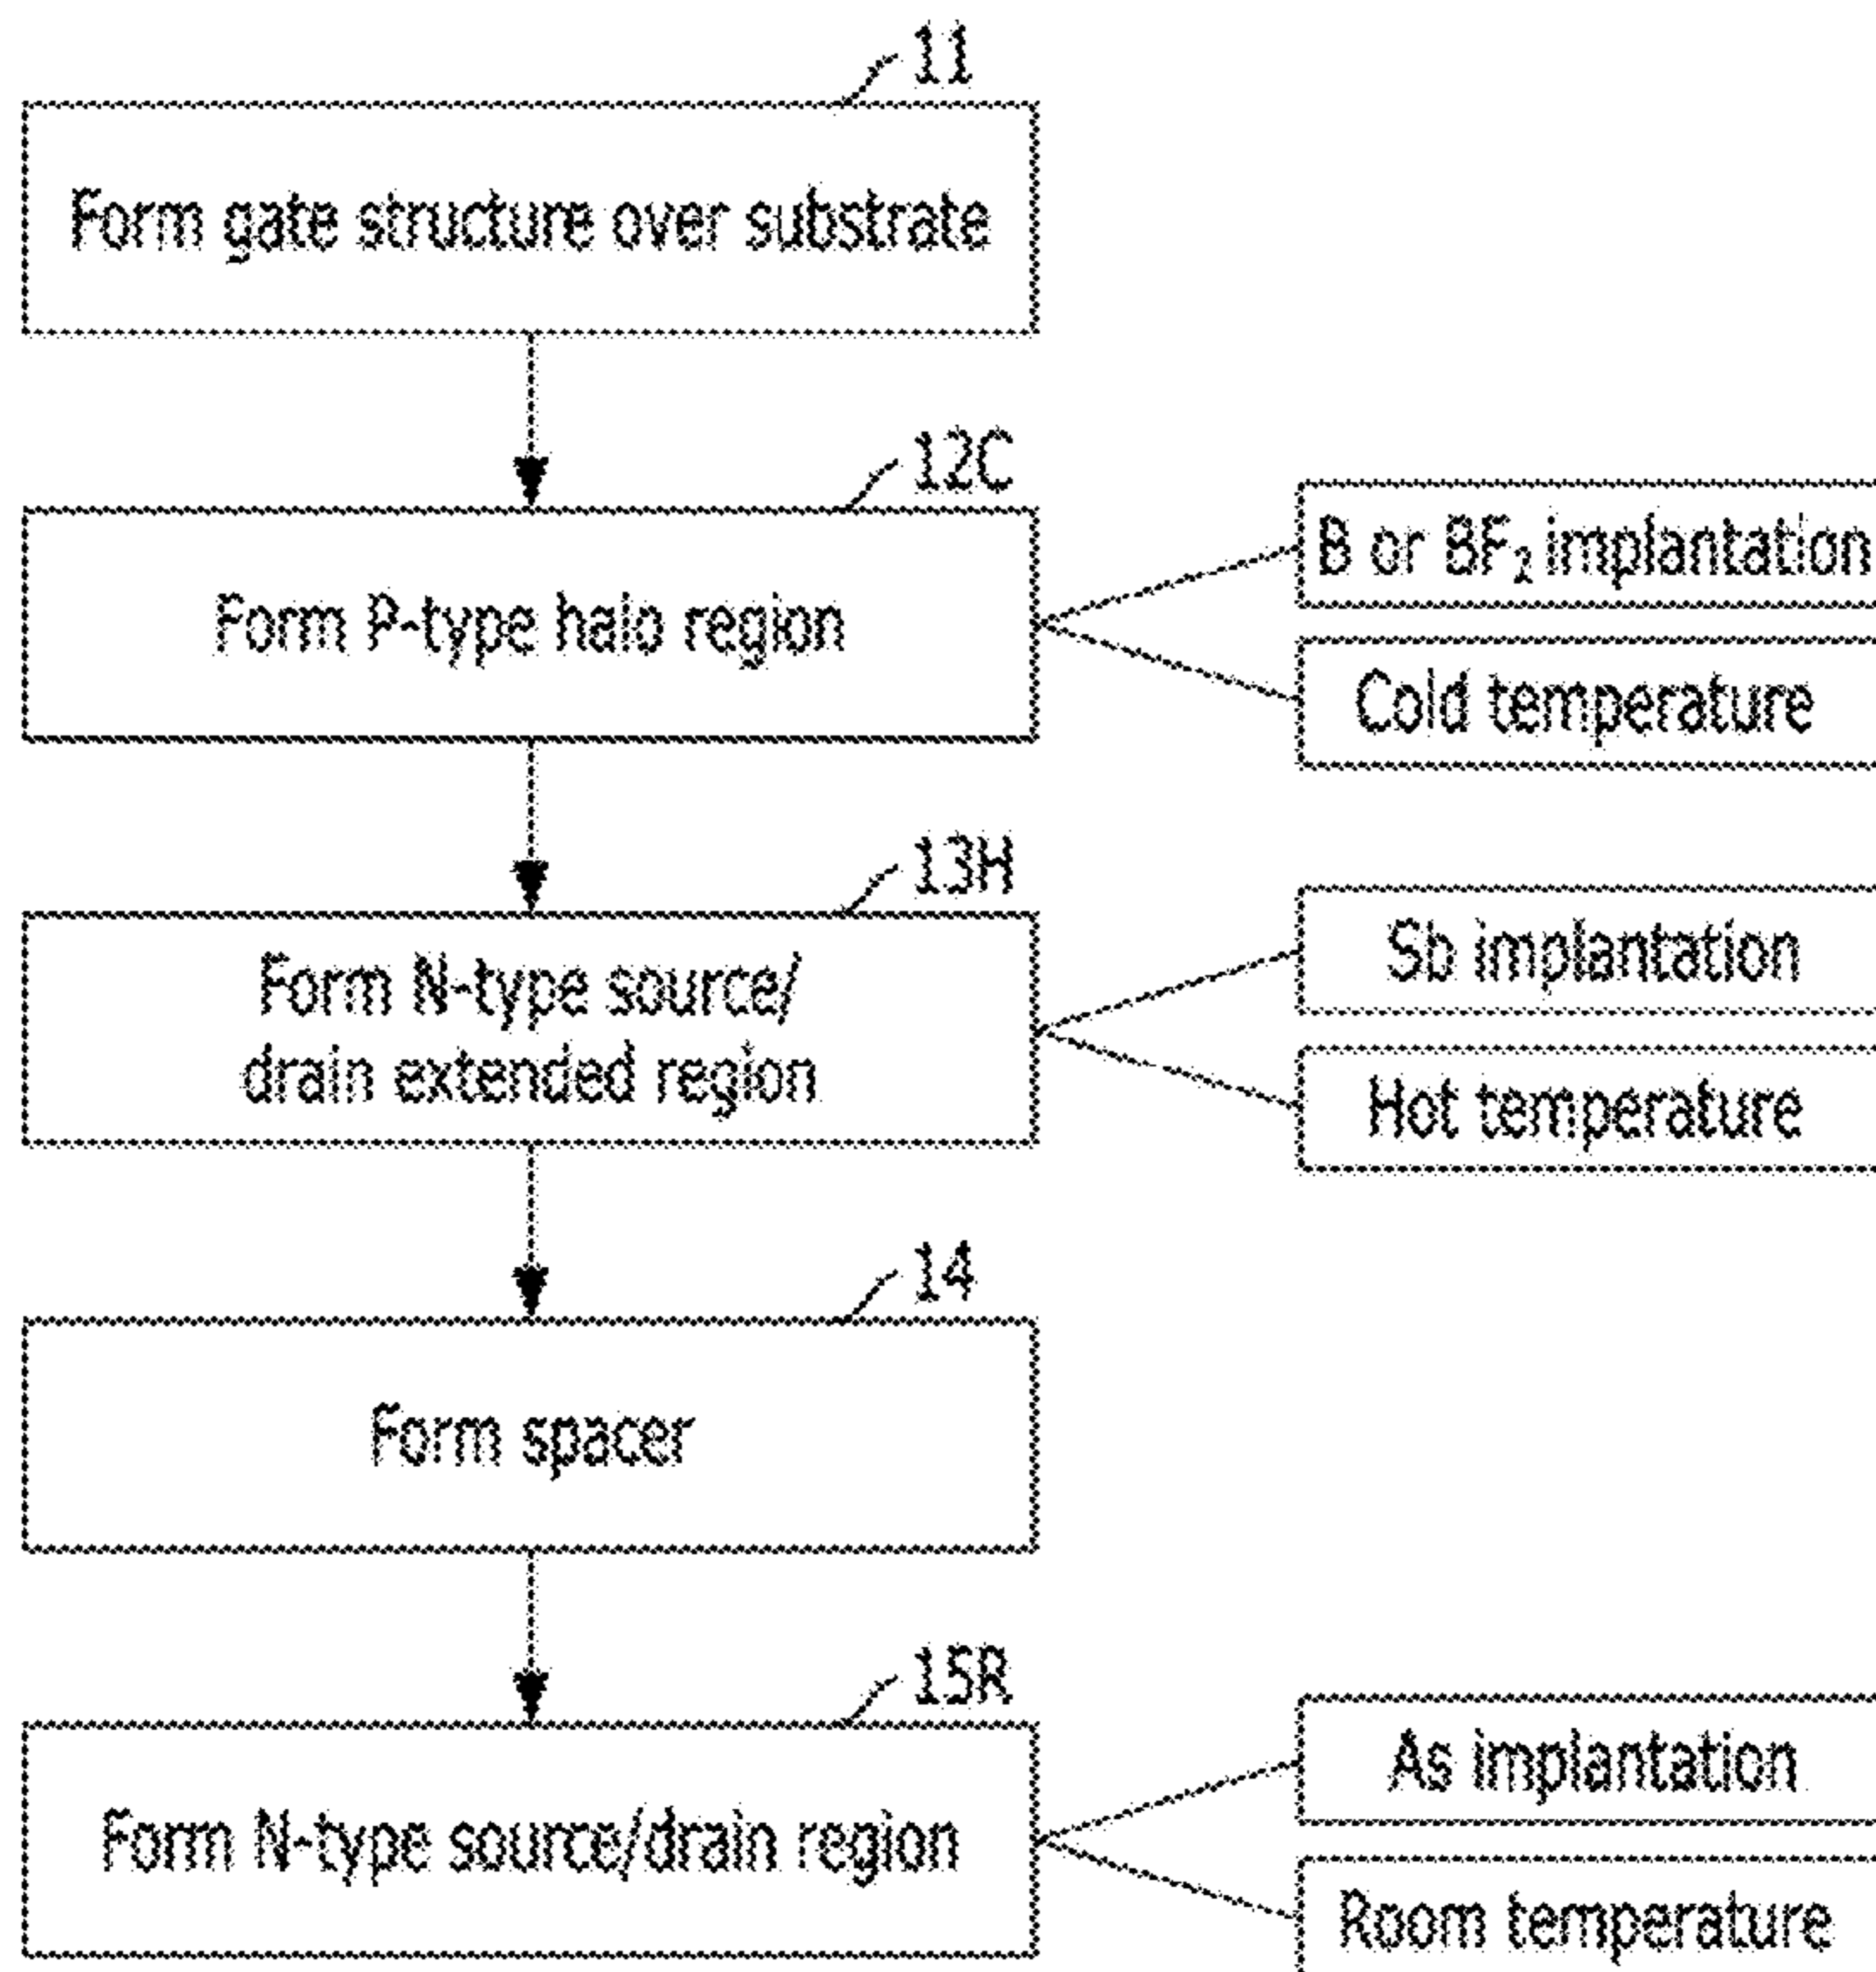 11
Form gate structure over substrate
12C
Form P-type halo region
B or BF₂ implantation
Cold temperature
13H
Form N-type source/
drain extended region
Sb implantation
Hot temperature
14
Form spacer
15R
Form N-type source/drain region
As implantation
Room temperature